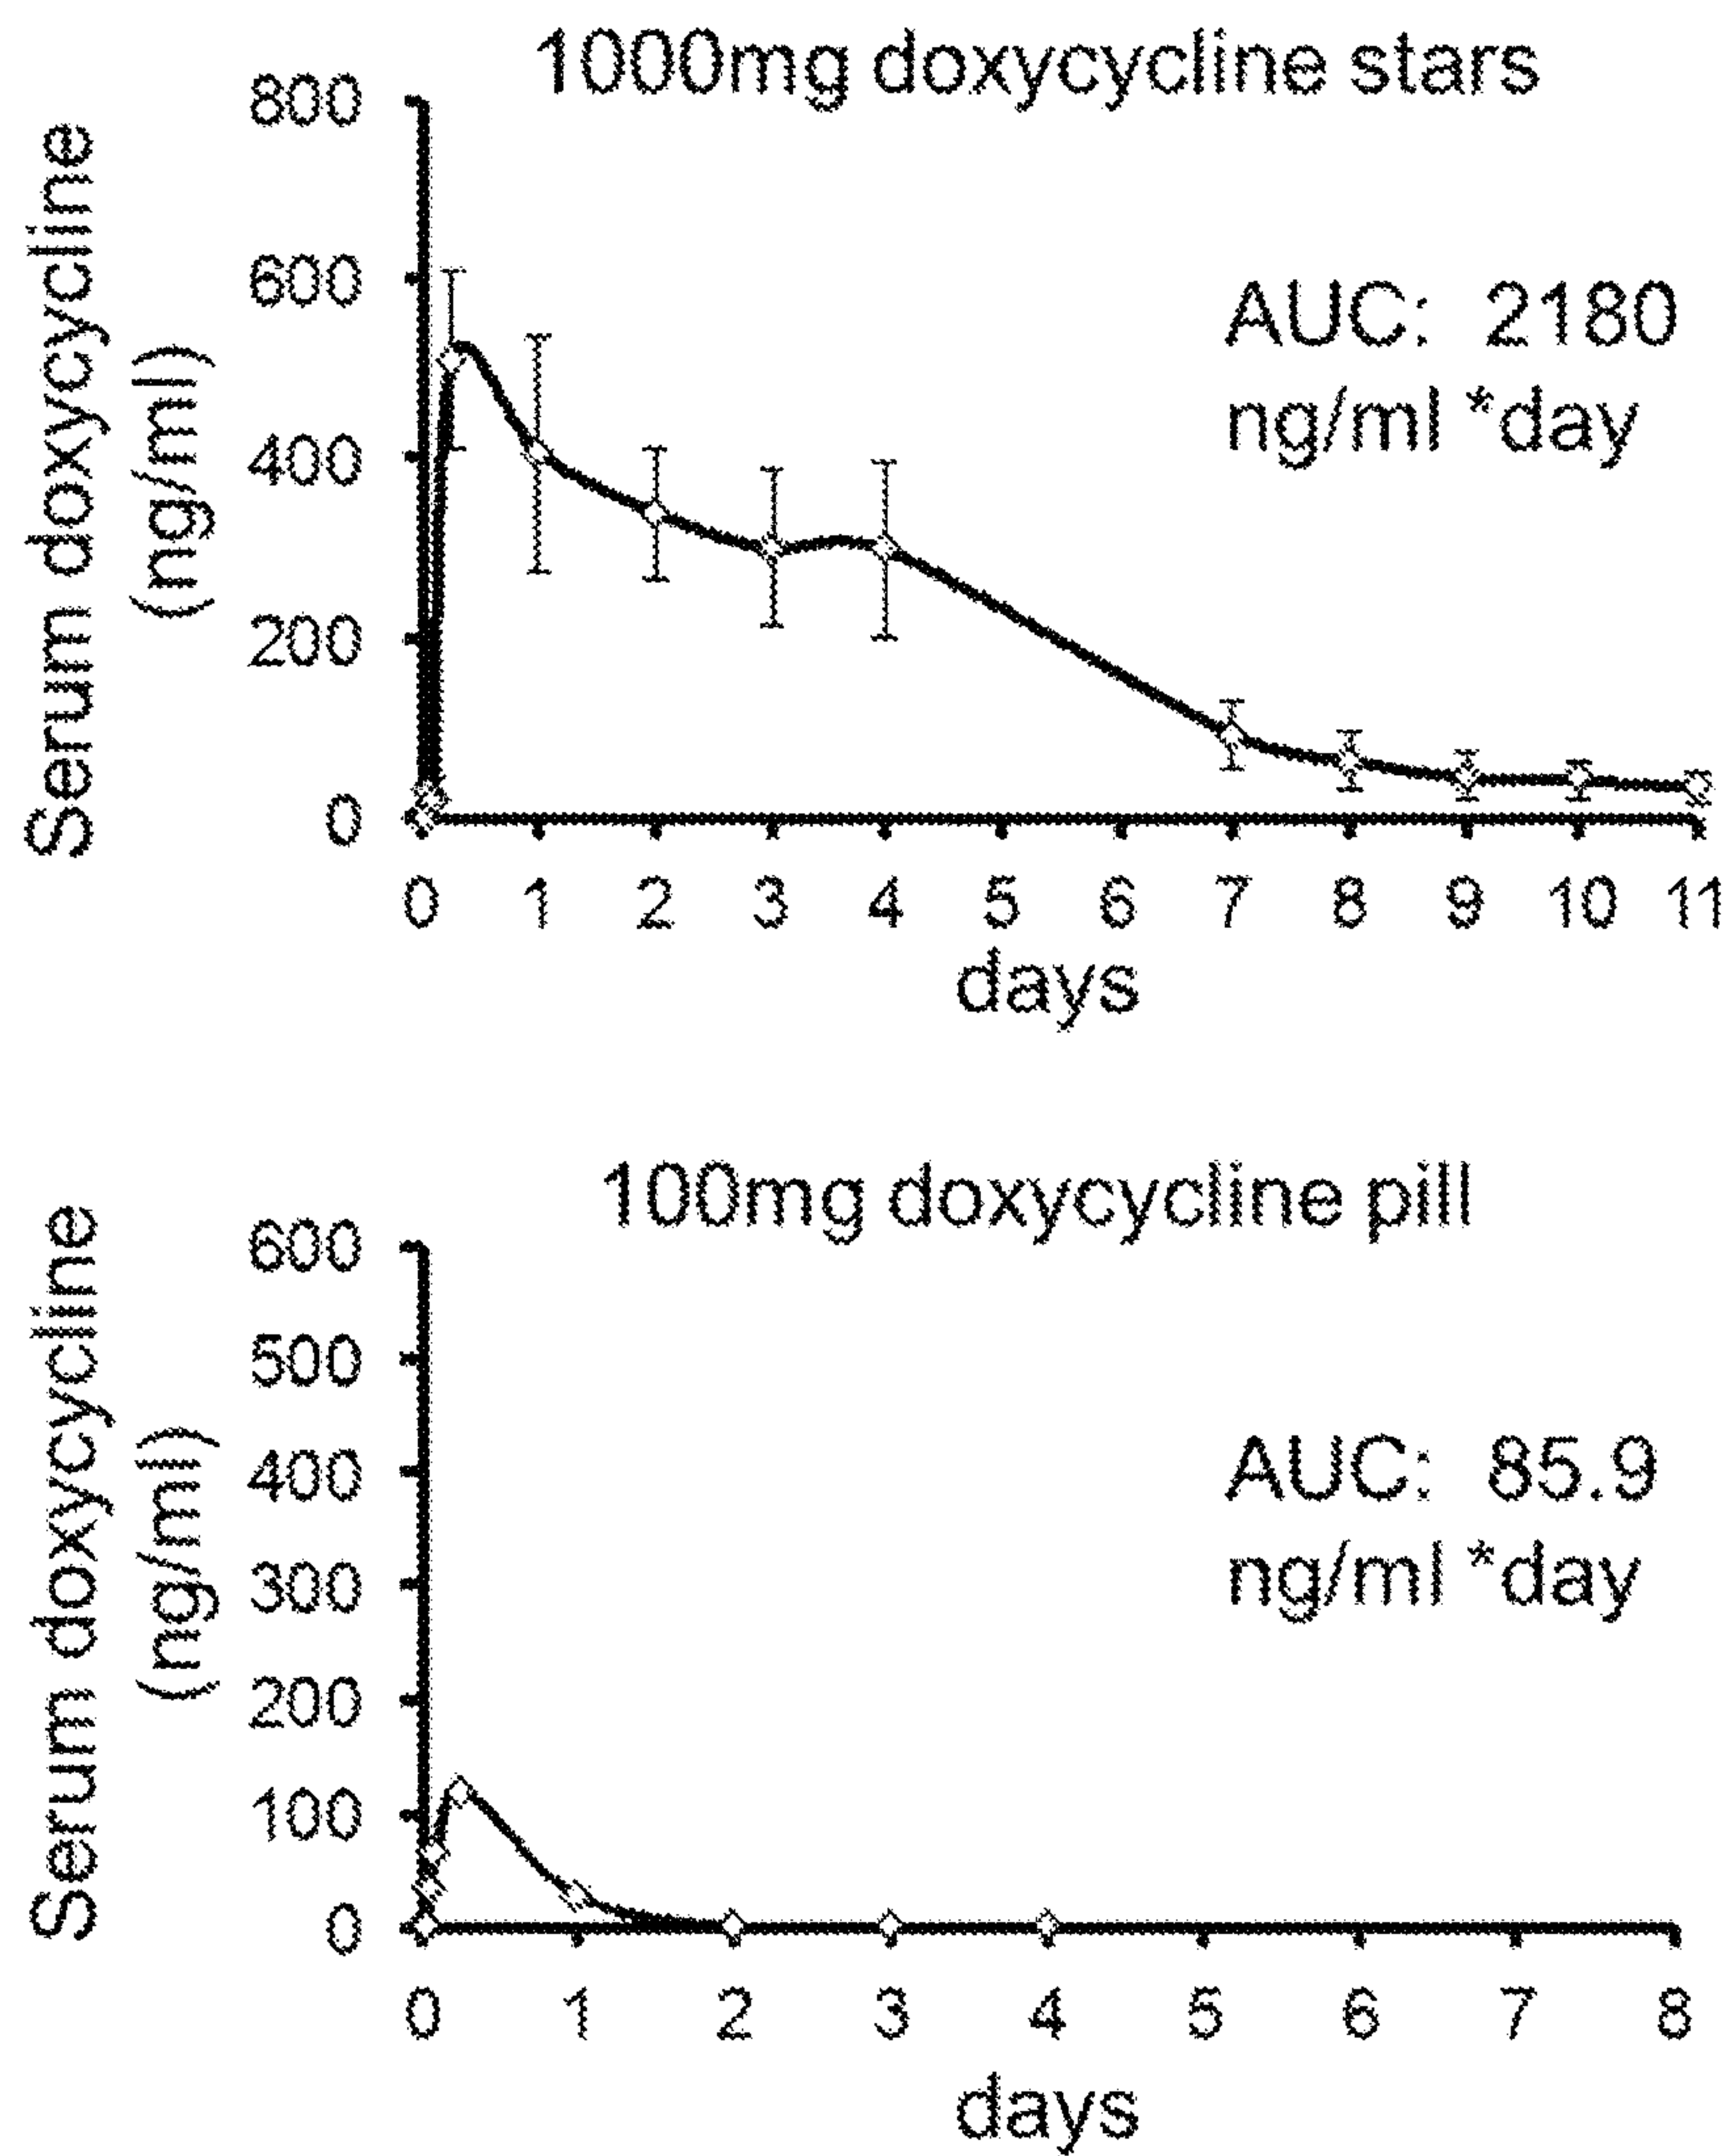 1000mg doxycycline stars
Serum doxycycline
(ng/ml)
800
600
400
200
0
AUC: 2180
ng/ml *day
0 1 2 3 4 5 6 7 8 9 10 11
days
100mg doxycycline pill
Serum doxycycline
(ng/ml)
600
500
400
300
200
100
0
AUC: 85.9
ng/ml *day
0 1 2 3 4 5 6 7 8
days